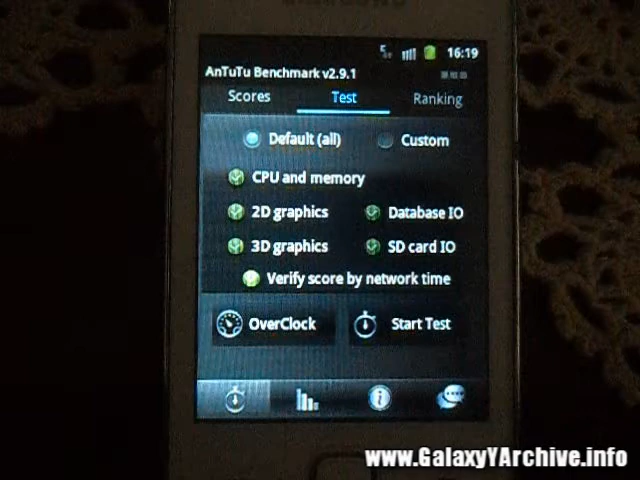 16:19
AnTuTu Benchmark v2.9.1
Scores Test Ranking
Default (all) Custom
CPU and memory
2D graphics Database IO
3D graphics SD card IO
Verify score by network time
OverClock Start Test
www.GalaxyYArchive.info